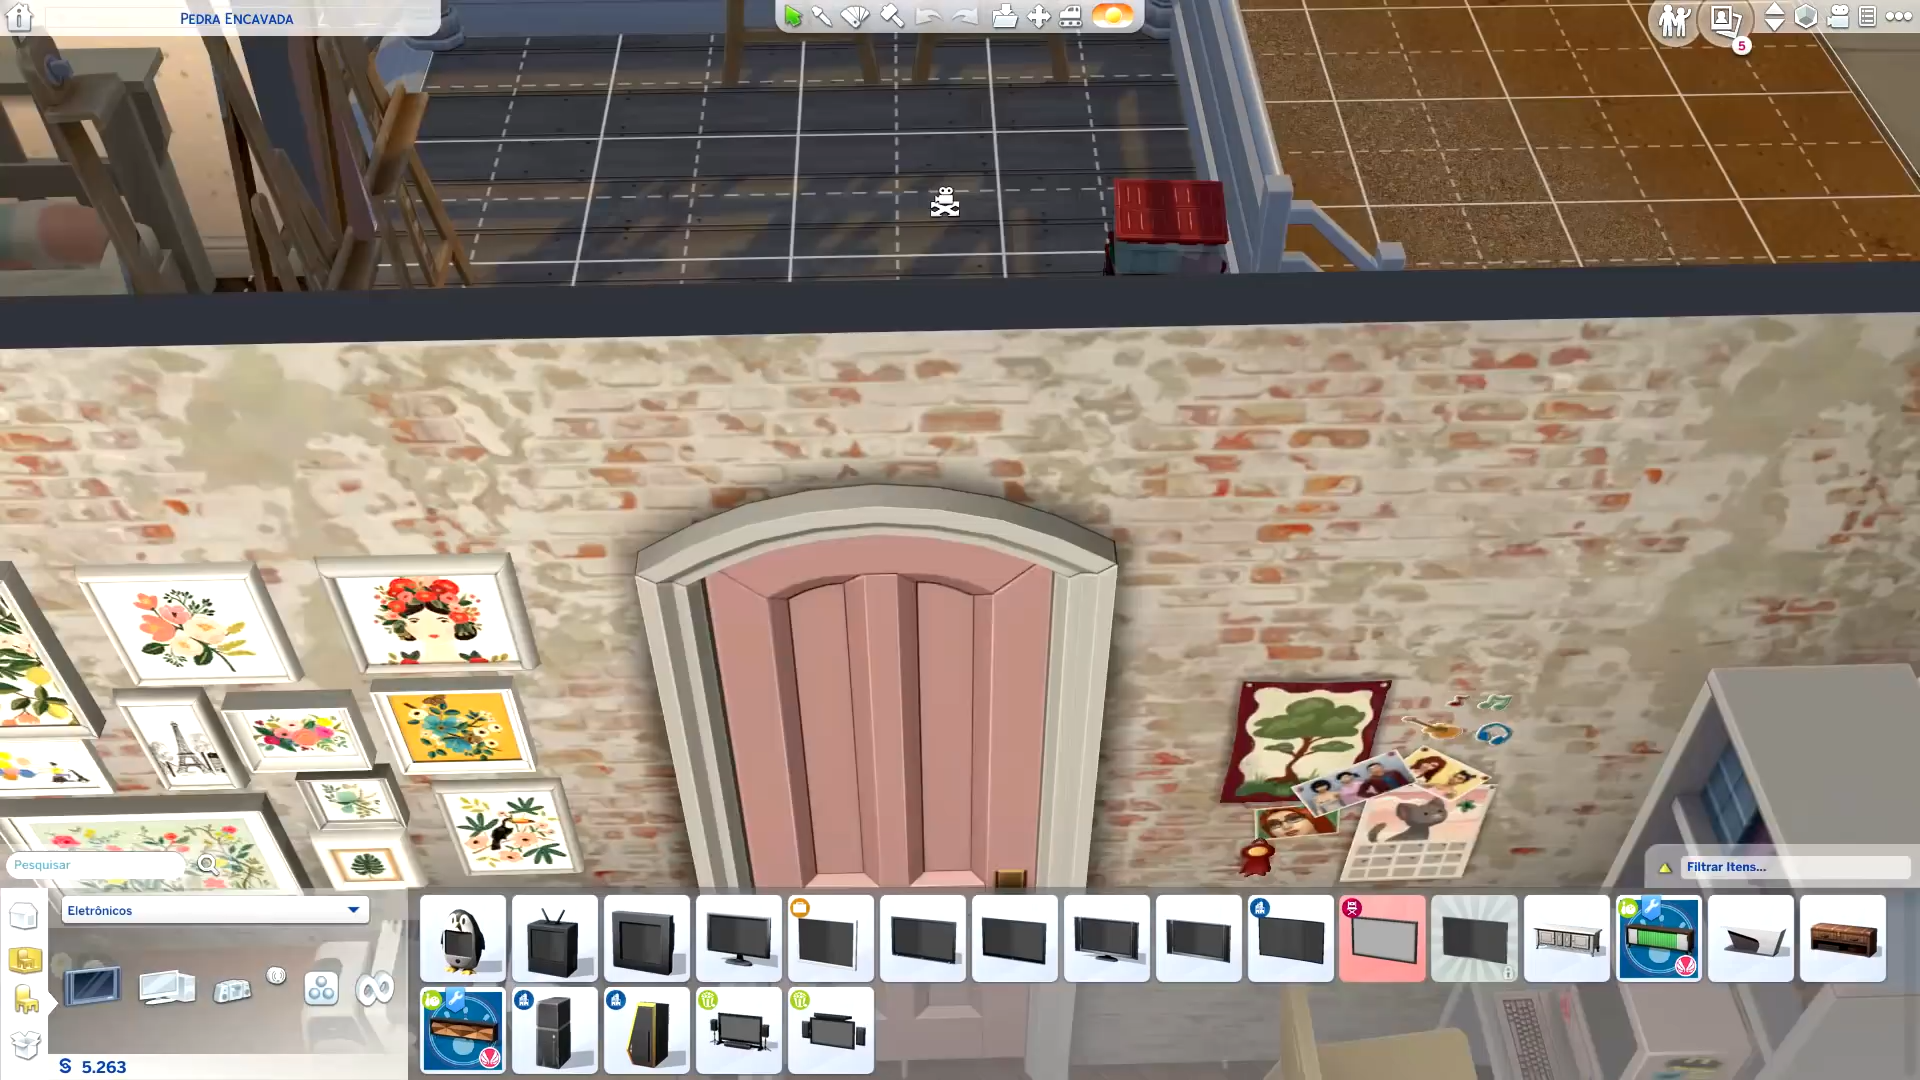 PEDRA ENCAVADA
5
Pesquisar
Filtrar Itens...
Eletrônicos
S 5.263